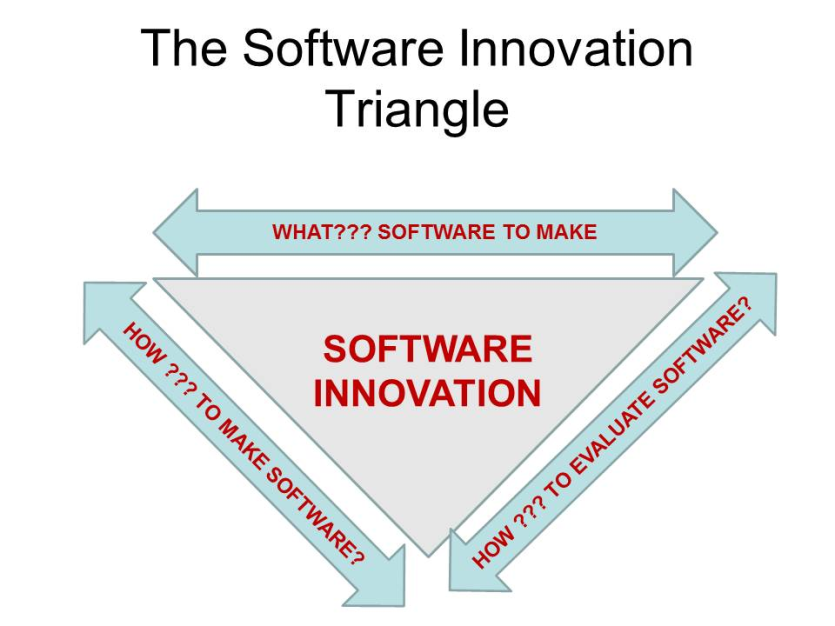 The Software Innovation
Triangle
WHAT??? SOFTWARE TO MAKE
SOFTWARE
INNOVATION
HOW ??? TO MAKE SOFTWARE?
HOW ??? TO EVALUATE SOFTWARE?